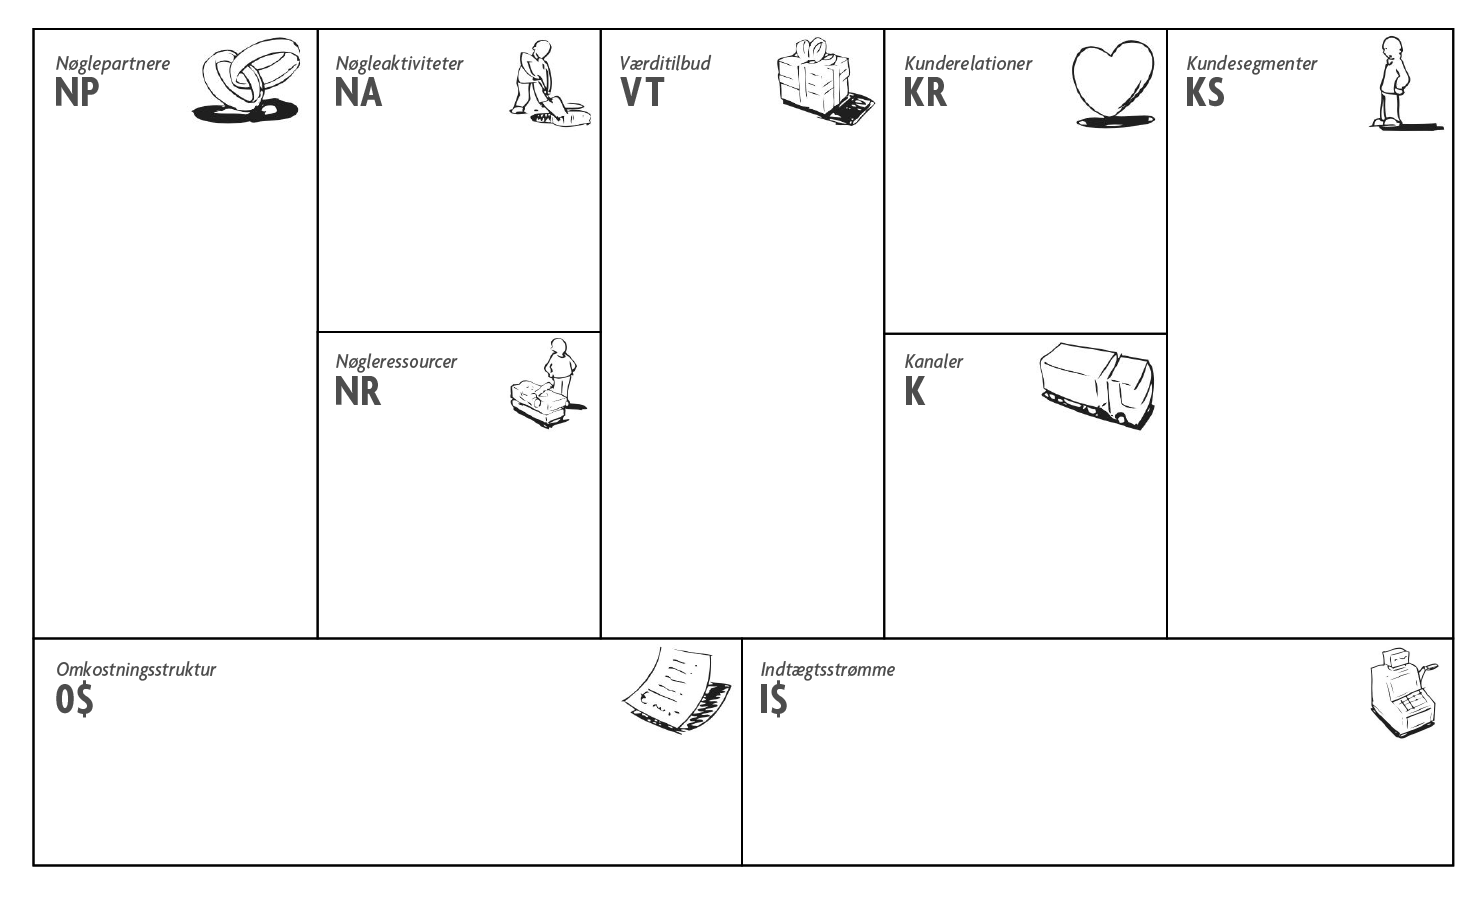 Nøglepartnere
NP
Nøgleaktiviteter
NA
Værditilbud
VT
Kunderelationer
KR
Kundesegmenter
KS
Nøgleressourcer
NR
Kanaler
K
Omkostningsstruktur
O$
Indtægtsstrømme
I$